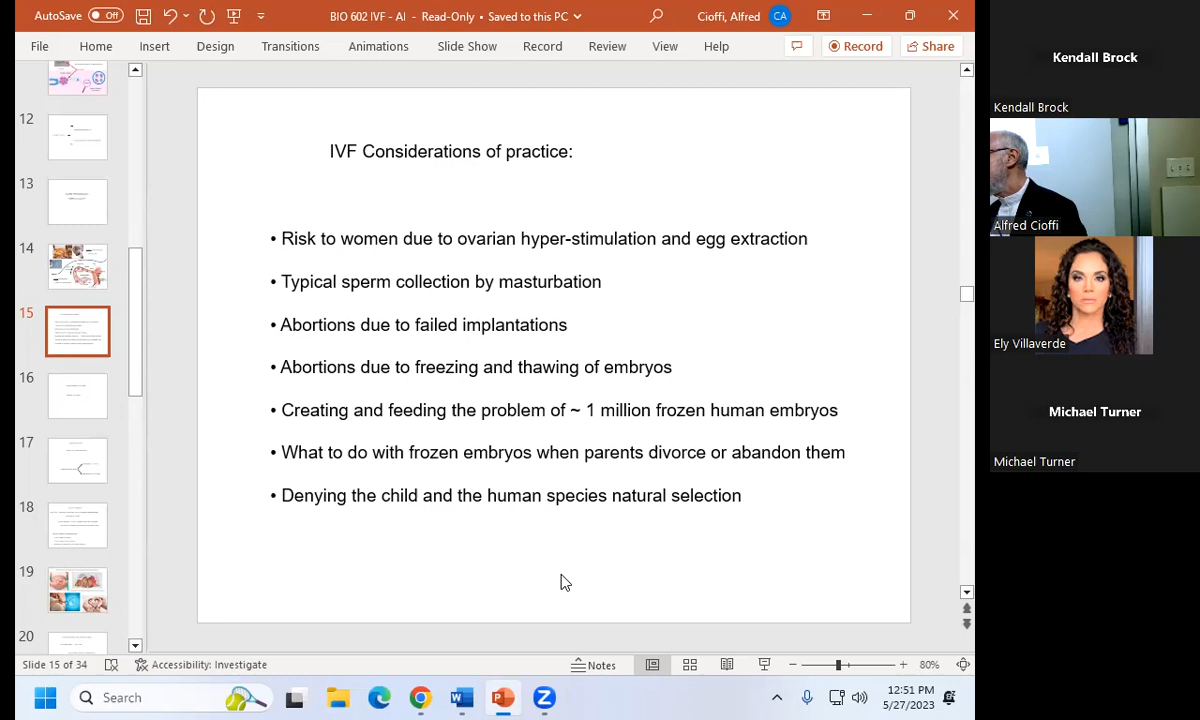 AutoSave Off BIO 602 IVF - AI - Read-Only • Saved to this PC Cioffi, Alfred CA
File Home Insert Design Transitions Animations Slide Show Record Review View Help Record Share
12
13
14
15
16
17
18
19
20
IVF Considerations of practice:
• Risk to women due to ovarian hyper-stimulation and egg extraction
• Typical sperm collection by masturbation
• Abortions due to failed implantations
• Abortions due to freezing and thawing of embryos
• Creating and feeding the problem of ~ 1 million frozen human embryos
• What to do with frozen embryos when parents divorce or abandon them
• Denying the child and the human species natural selection
Slide 15 of 34 Accessibility: Investigate Notes 80%
Search 12:51 PM
5/27/2023
Kendall Brock
Kendall Brock
Alfred Cioffi
Ely Villaverde
Michael Turner
Michael Turner